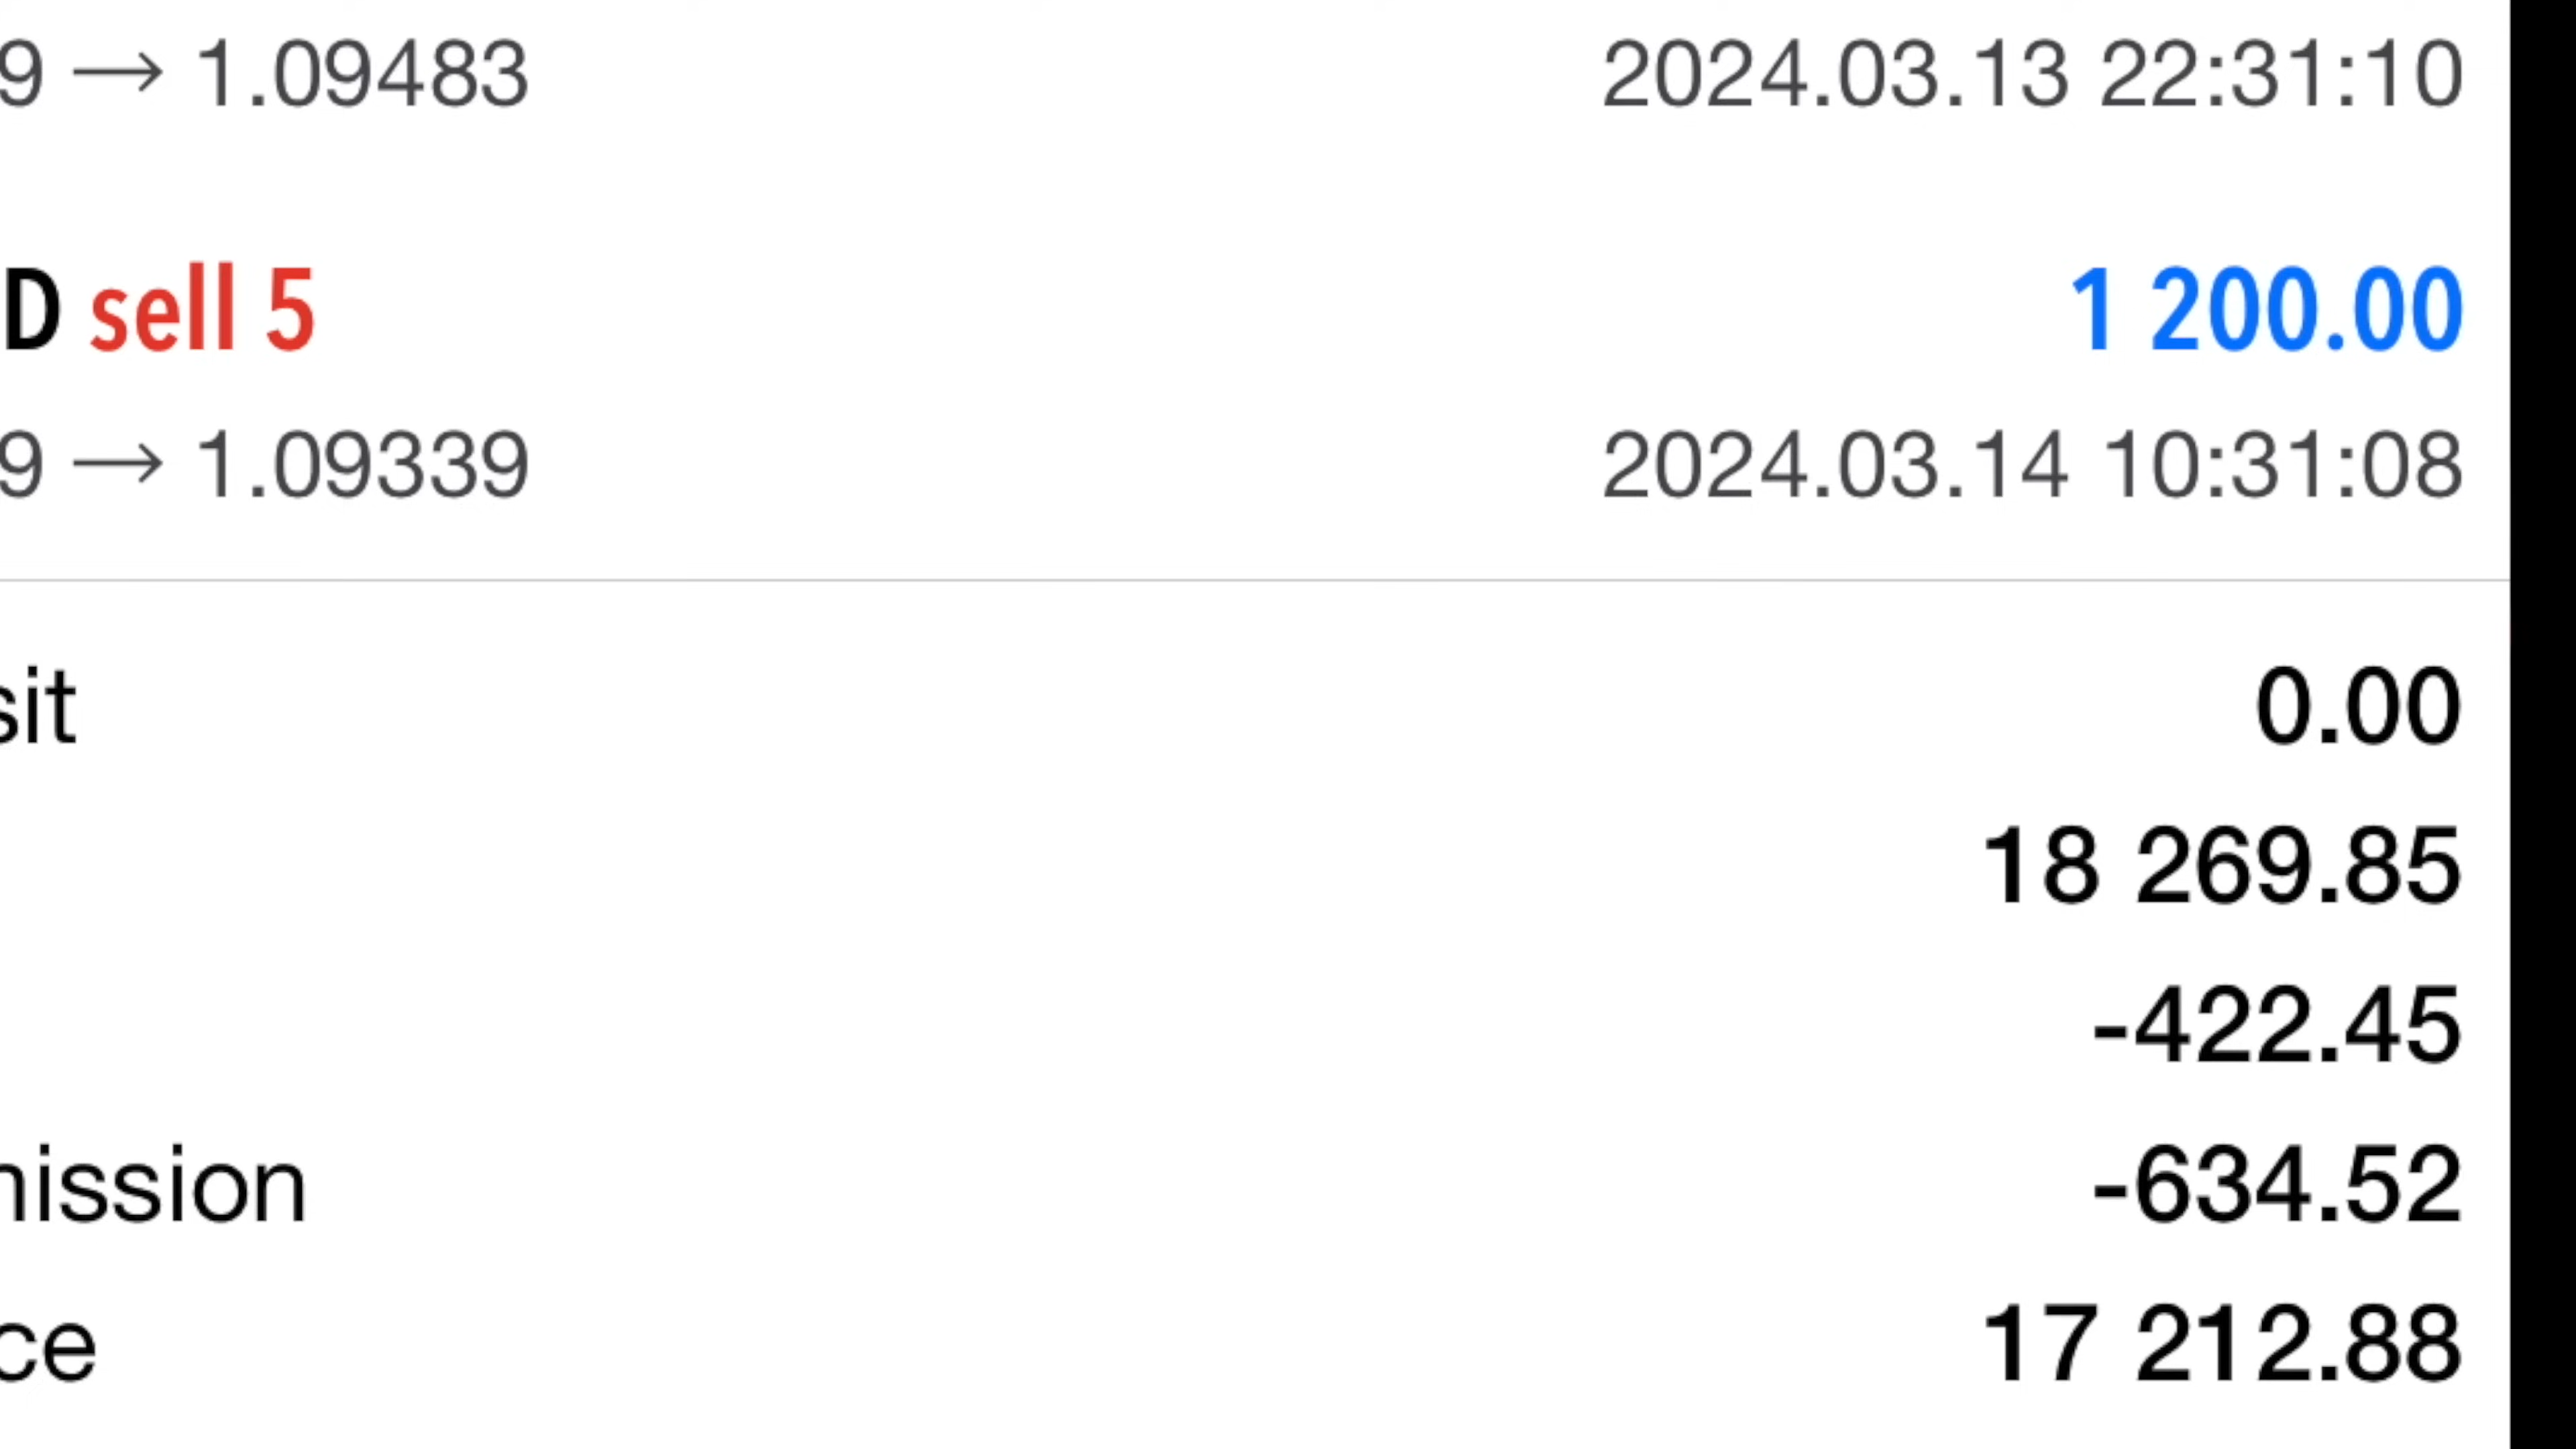 9 → 1.09483 2024.03.13 22:31:10
D sell 5 1 200.00
9 → 1.09339 2024.03.14 10:31:08
sit 0.00
18 269.85
-422.45
nission -634.52
ce 17 212.88